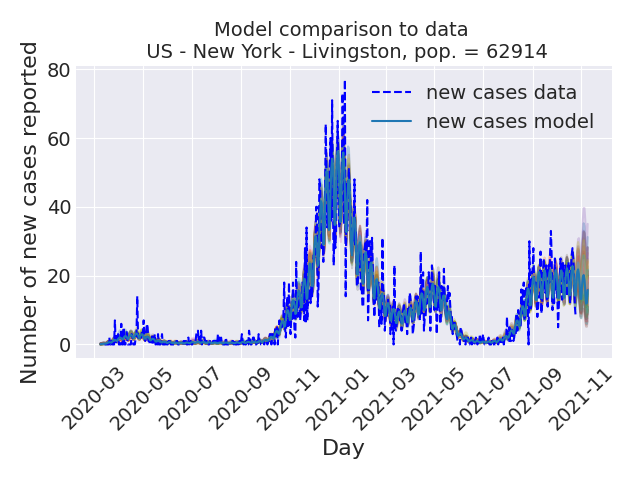 Model comparison to data
US - New York - Livingston, pop. = 62914
Number of new cases reported
80
60
40
20
0
new cases data
new cases model
2020-03
2020-05
2020-07
2020-09
2020-11
2021-01
2021-03
2021-05
2021-07
2021-09
2021-11
Day